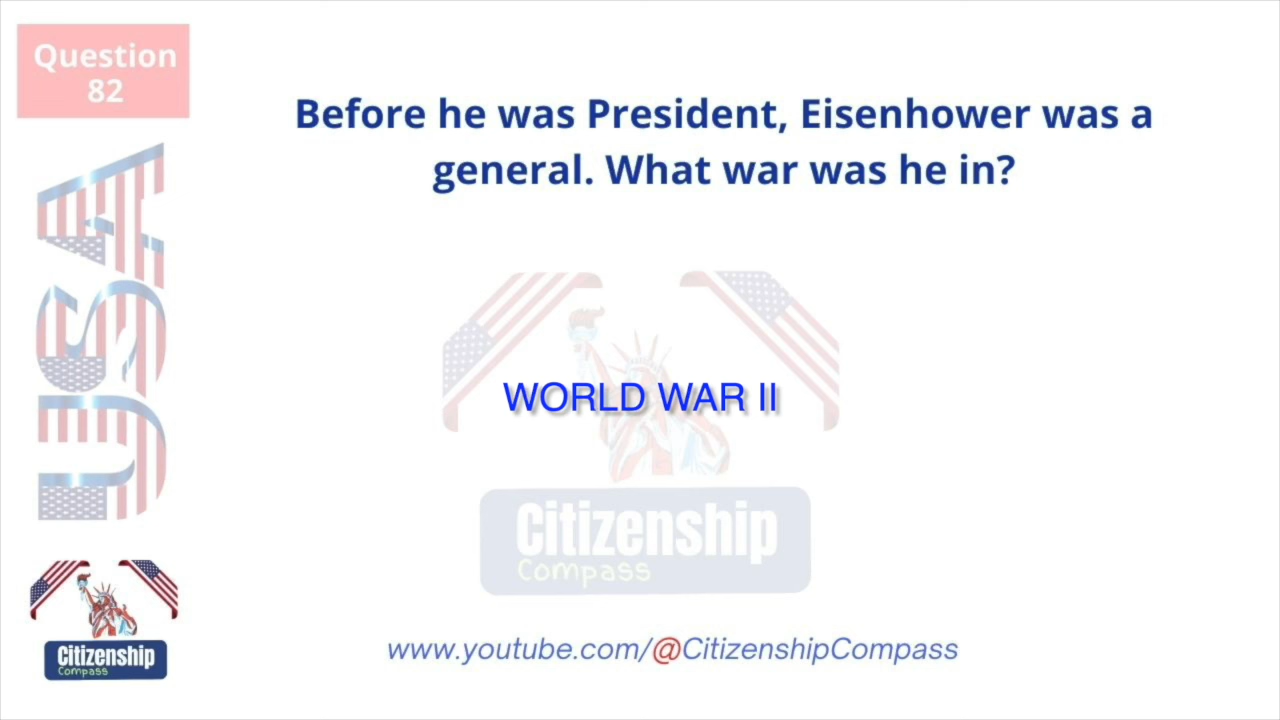 Question
82
Before he was President, Eisenhower was a
general. What war was he in?
USA
WORLD WAR II
Citizenship
Compass
Citizenship
Compass
www.youtube.com/@CitizenshipCompass